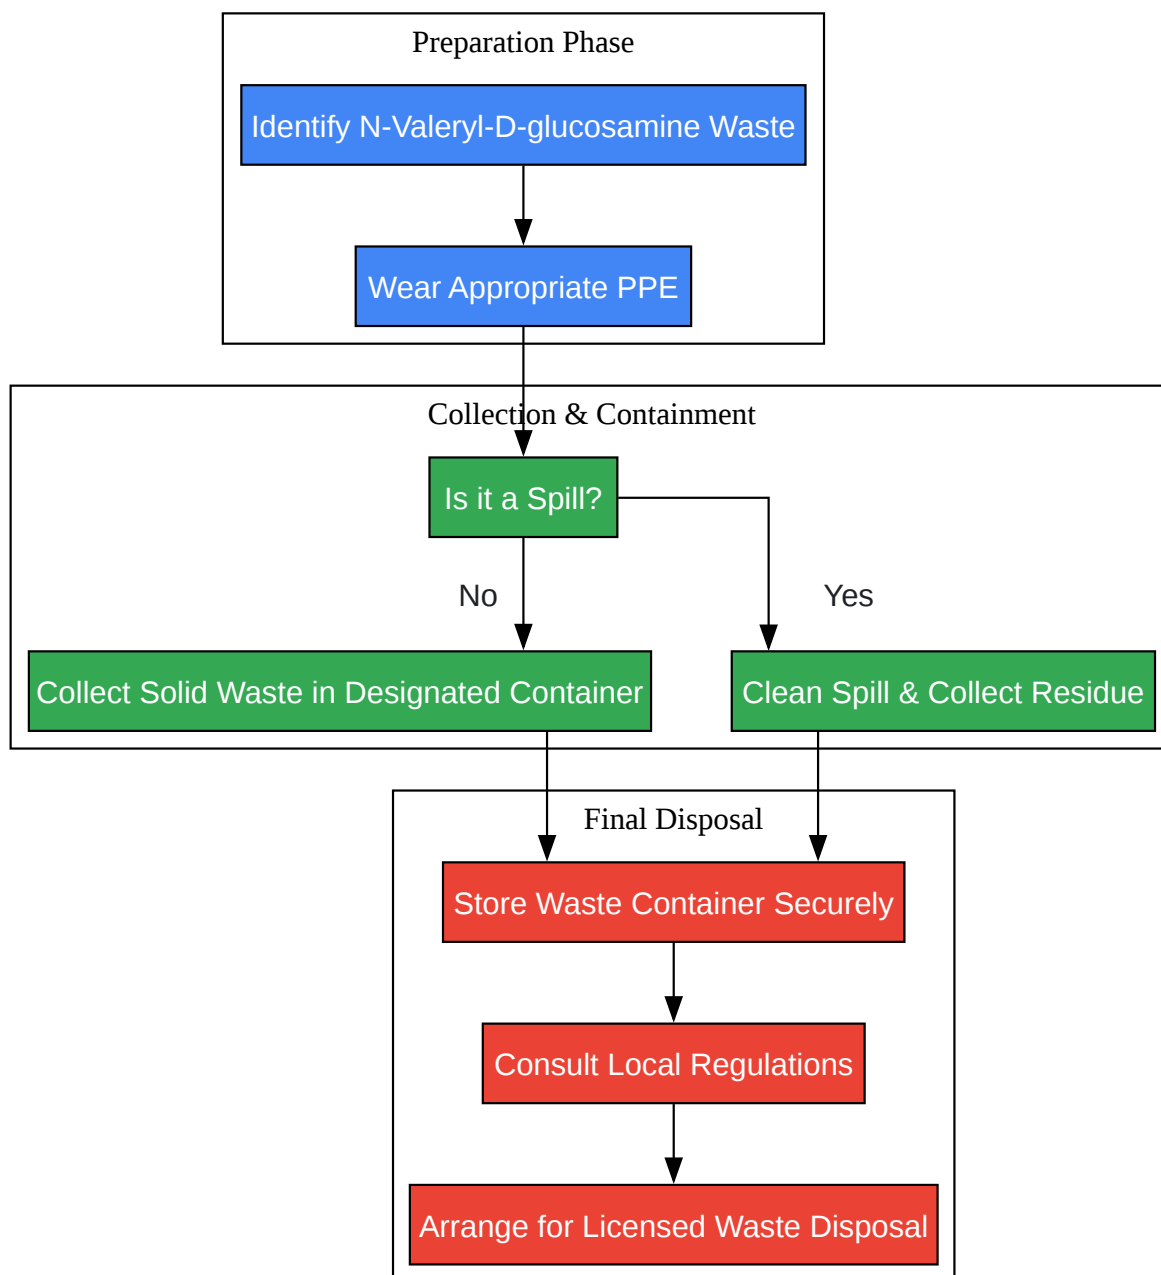 Preparation Phase
Identify N-Valeryl-D-glucosamine Waste
Wear Appropriate PPE
Collection & Containment
Is it a Spill?
No
Yes
Collect Solid Waste in Designated Container
Clean Spill & Collect Residue
Final Disposal
Store Waste Container Securely
Consult Local Regulations
Arrange for Licensed Waste Disposal